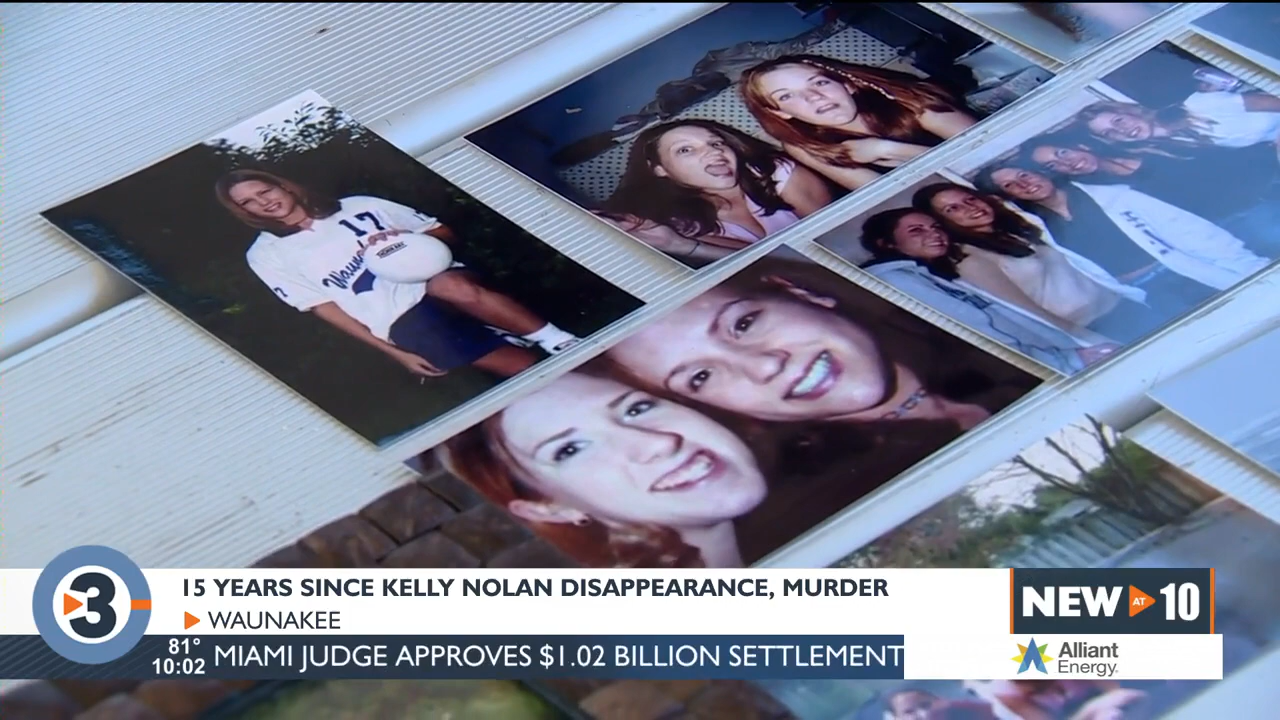 17
Waun
15 YEARS SINCE KELLY NOLAN DISAPPEARANCE, MURDER
WAUNAKEE
3
NEW AT 10
81°
10:02
MIAMI JUDGE APPROVES $1.02 BILLION SETTLEMENT
Alliant
Energy